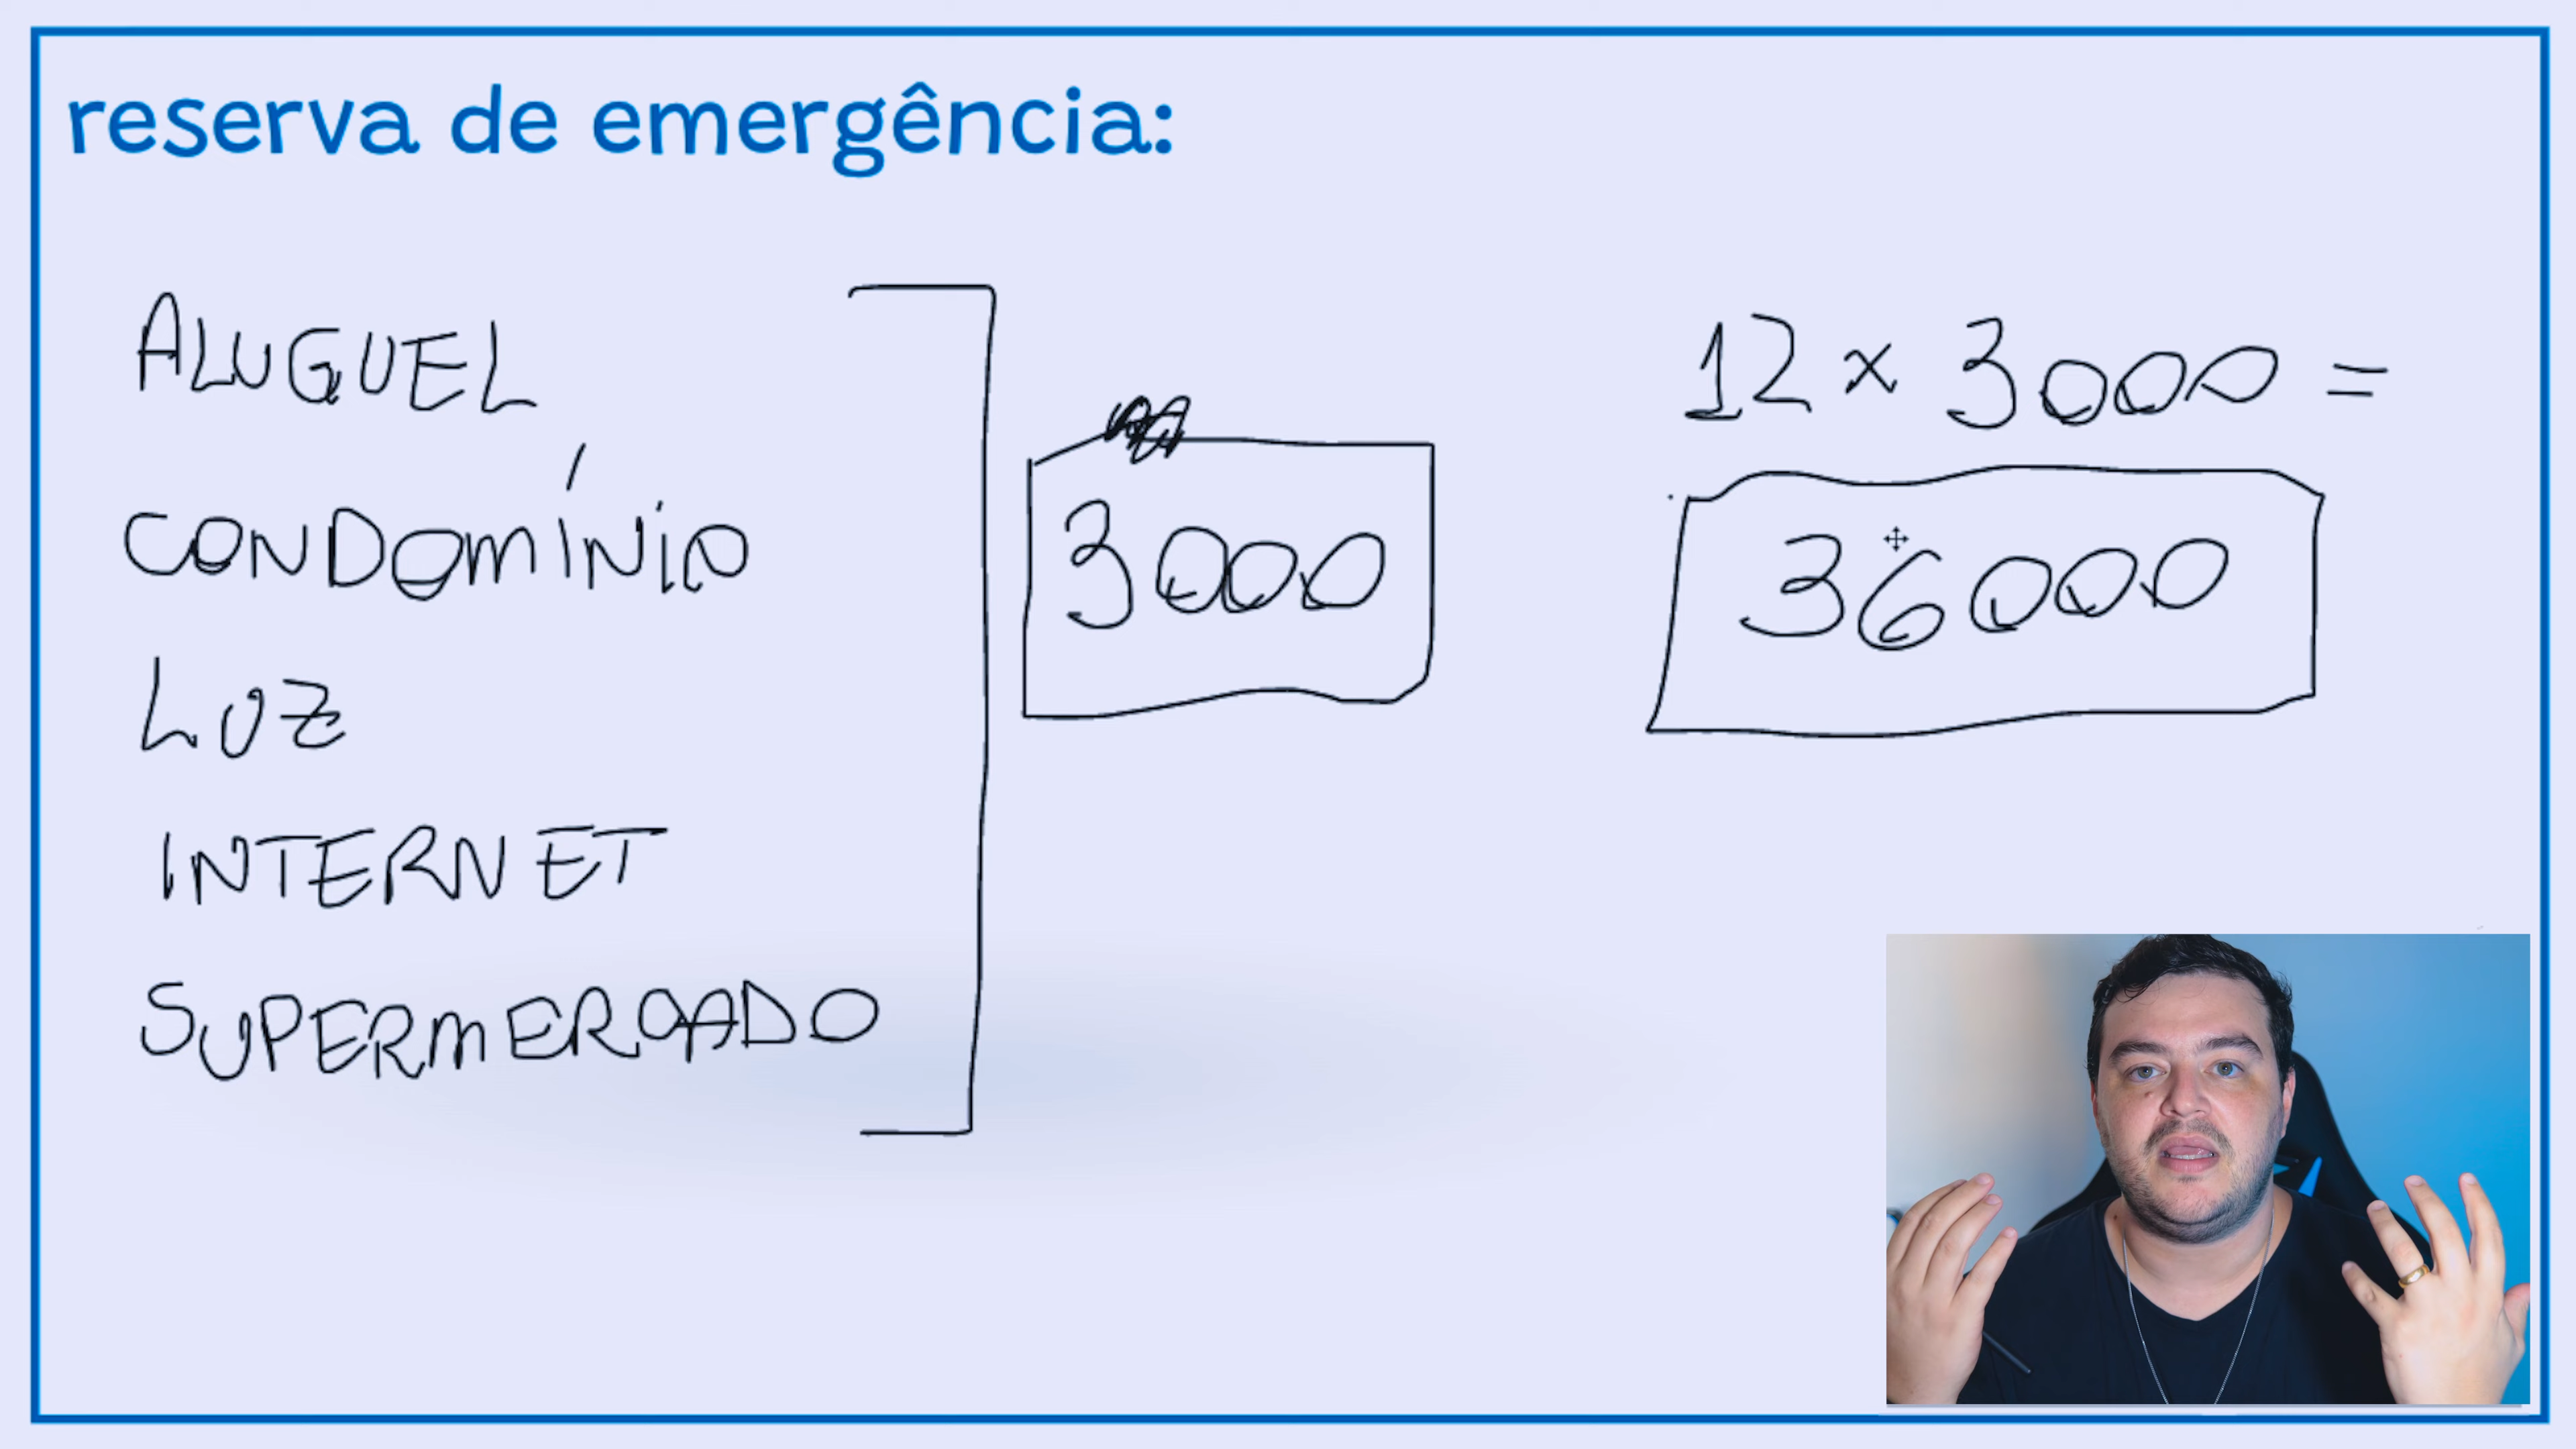 reserva de emergência:
ALUGUEL
CONDOMÍNIO
LUZ
INTERNET
SUPERMERCADO
3000
12 x 3000 =
36000